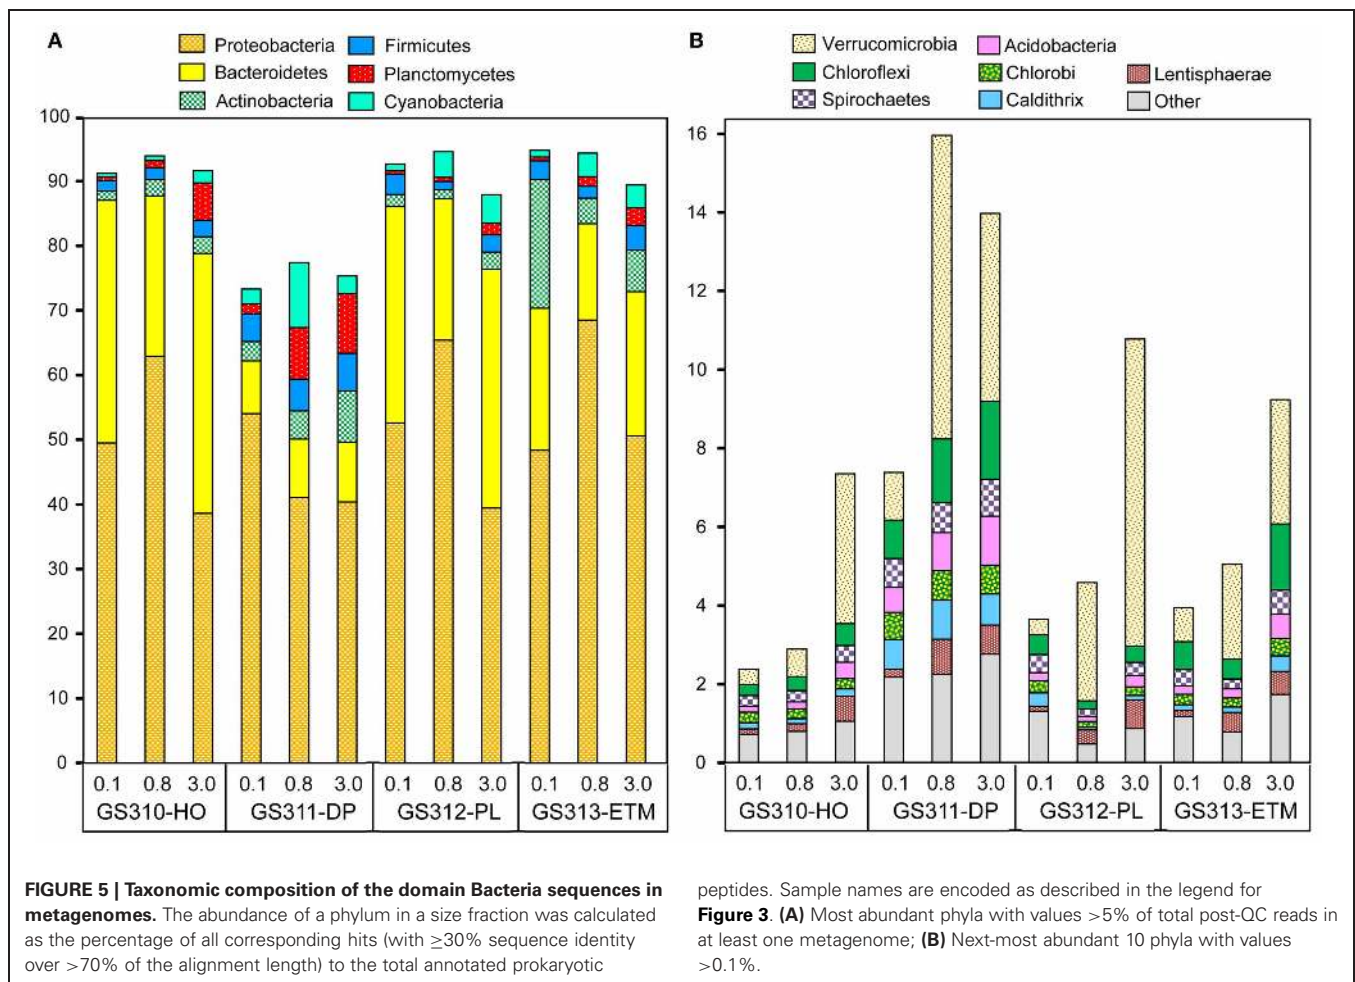 A
Proteobacteria
Firmicutes
Bacteroidetes
Planctomycetes
Actinobacteria
Cyanobacteria
100
90
80
70
60
50
40
30
20
10
0
0.1 0.8 3.0 0.1 0.8 3.0 0.1 0.8 3.0 0.1 0.8 3.0
GS310-HO GS311-DP GS312-PL GS313-ETM
B
Verrucomicrobia
Acidobacteria
Chloroflexi
Chlorobi
Lentisphaerae
Spirochaetes
Caldithrix
Other
16
14
12
10
8
6
4
2
0
0.1 0.8 3.0 0.1 0.8 3.0 0.1 0.8 3.0 0.1 0.8 3.0
GS310-HO GS311-DP GS312-PL GS313-ETM
FIGURE 5 | Taxonomic composition of the domain Bacteria sequences in
metagenomes. The abundance of a phylum in a size fraction was calculated
as the percentage of all corresponding hits (with ≥30% sequence identity
over >70% of the alignment length) to the total annotated prokaryotic
peptides. Sample names are encoded as described in the legend for
Figure 3. (A) Most abundant phyla with values >5% of total post-QC reads in
at least one metagenome; (B) Next-most abundant 10 phyla with values
>0.1%.